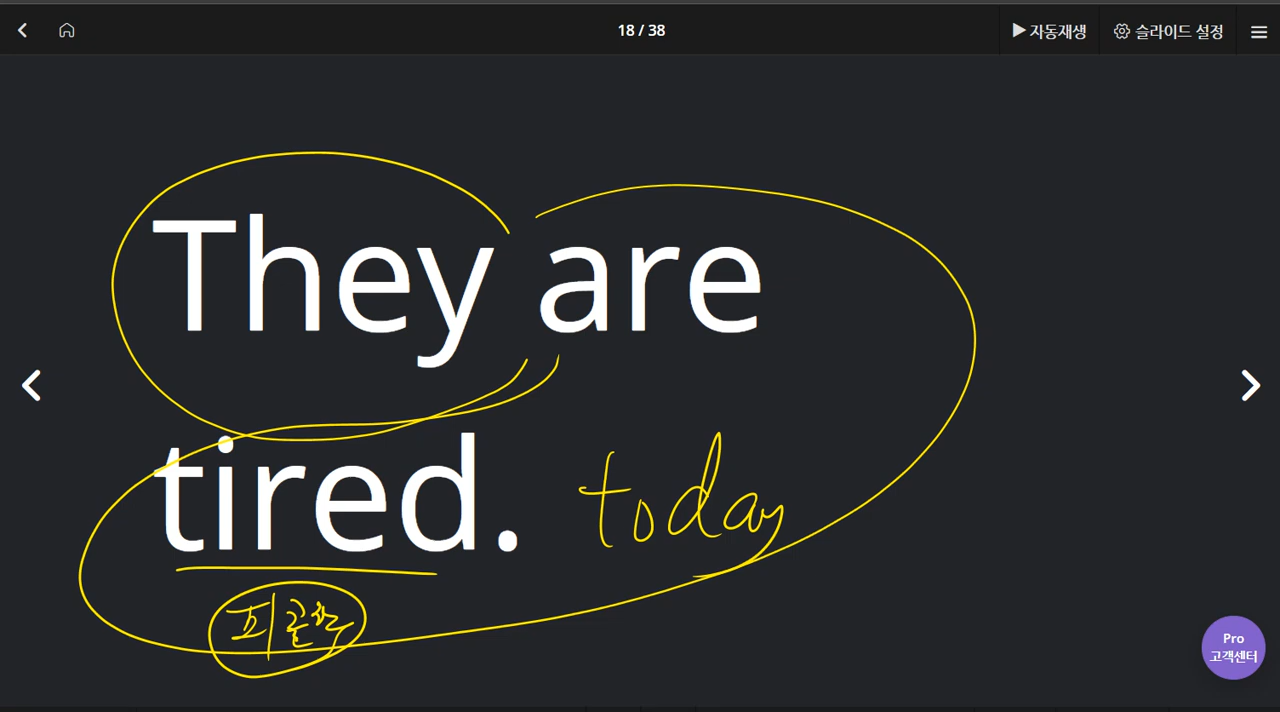 18 / 38
▶ 자동재생
슬라이드 설정
They are
tired. today
피곤한
Pro
고객센터